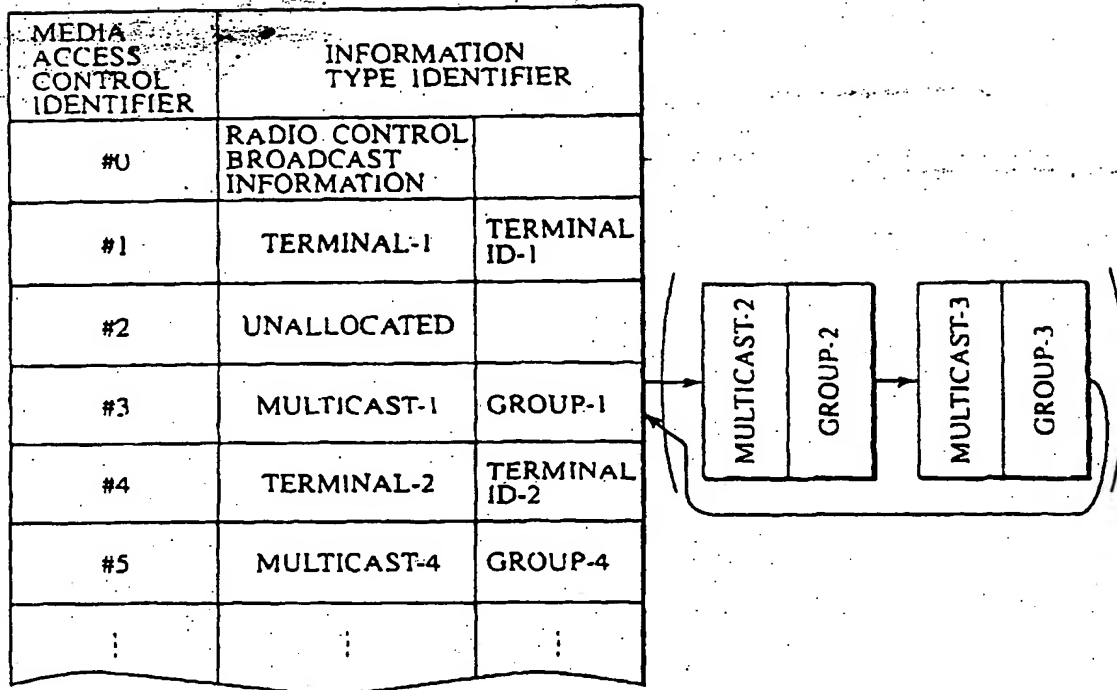 MEDIA
ACCESS
CONTROL
IDENTIFIER
INFORMATION
TYPE IDENTIFIER
#0
RADIO CONTROL
BROADCAST
INFORMATION
#1
TERMINAL-1
TERMINAL
ID-1
#2
UNALLOCATED
#3
MULTICAST-1
GROUP-1
MULTICAST-2
GROUP-2
MULTICAST-3
GROUP-3
#4
TERMINAL-2
TERMINAL
ID-2
#5
MULTICAST-4
GROUP-4